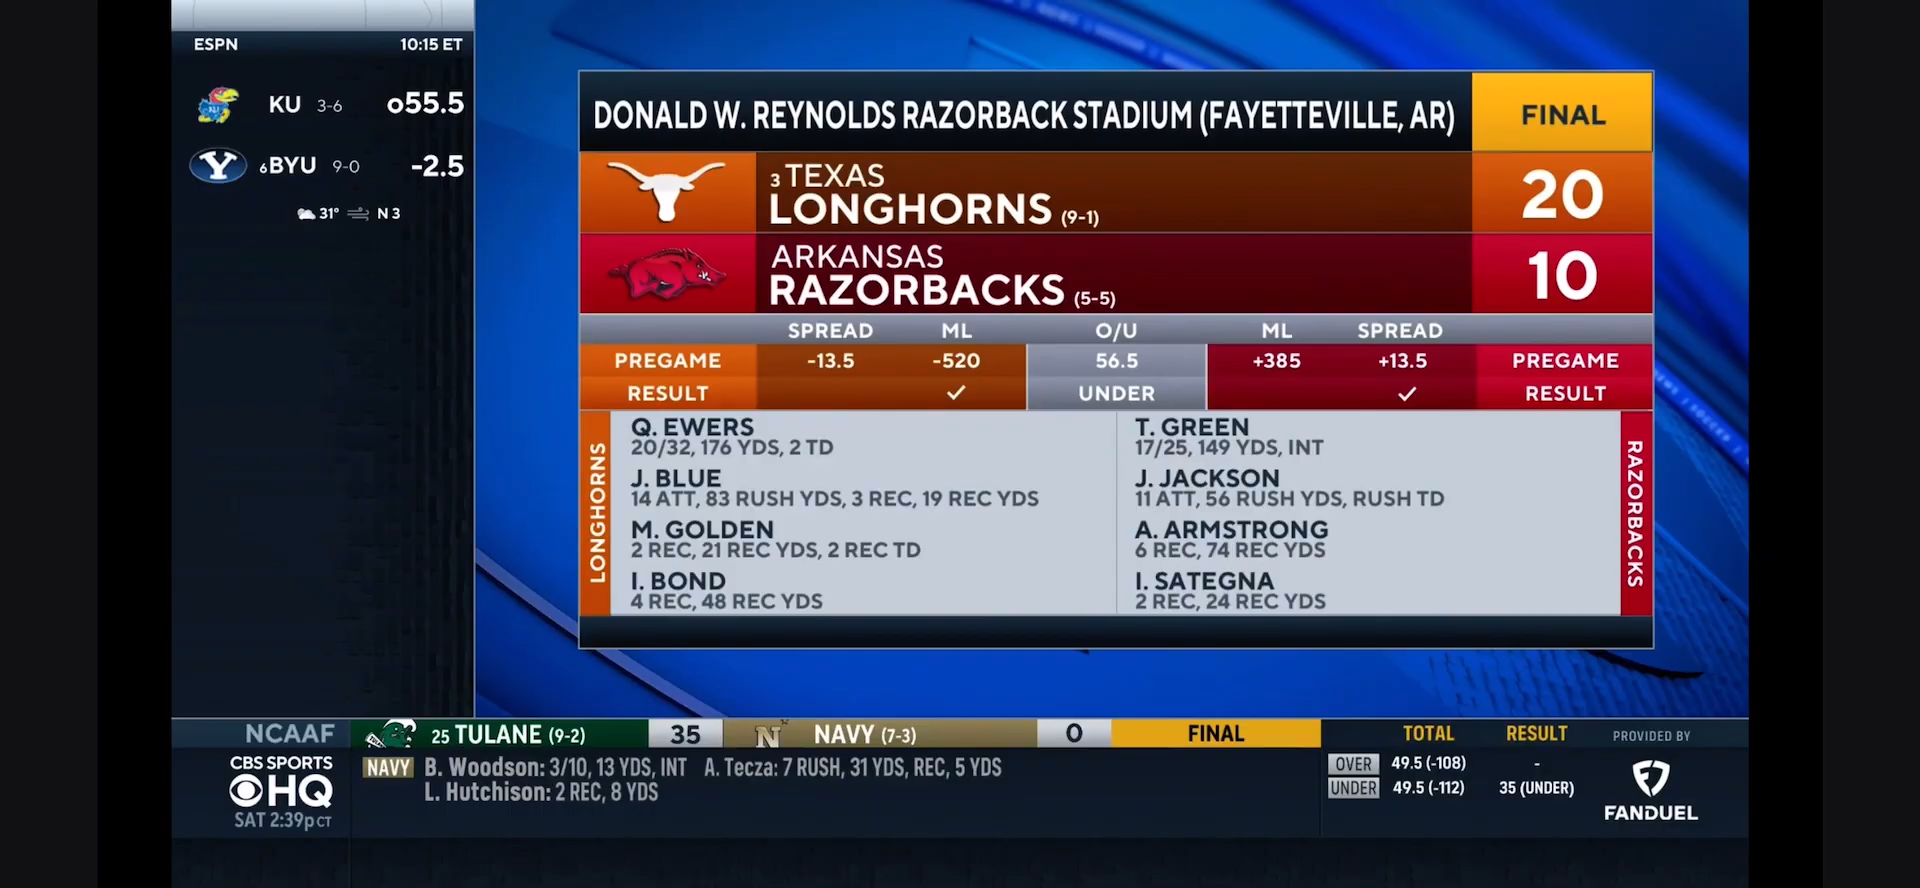 ESPN 10:15 ET
KU 3-6 o55.5
6 BYU 9-0 -2.5
31° N 3
DONALD W. REYNOLDS RAZORBACK STADIUM (FAYETTEVILLE, AR) FINAL
3 TEXAS
LONGHORNS (9-1) 20
ARKANSAS
RAZORBACKS (5-5) 10
SPREAD ML O/U ML SPREAD
PREGAME -13.5 -520 56.5 +385 +13.5 PREGAME
RESULT ✓ UNDER ✓ RESULT
LONGHORNS
Q. EWERS
20/32, 176 YDS, 2 TD
J. BLUE
14 ATT, 83 RUSH YDS, 3 REC, 19 REC YDS
M. GOLDEN
2 REC, 21 REC YDS, 2 REC TD
I. BOND
4 REC, 48 REC YDS
T. GREEN
17/25, 149 YDS, INT
J. JACKSON
11 ATT, 56 RUSH YDS, RUSH TD
A. ARMSTRONG
6 REC, 74 REC YDS
I. SATEGNA
2 REC, 24 REC YDS
RAZORBACKS
NCAAF 25 TULANE (9-2) 35 NAVY (7-3) 0 FINAL
CBS SPORTS
HQ
SAT 2:39p CT
NAVY B. Woodson: 3/10, 13 YDS, INT A. Tecza: 7 RUSH, 31 YDS, REC, 5 YDS
L. Hutchison: 2 REC, 8 YDS
TOTAL RESULT
OVER 49.5 (-108) -
UNDER 49.5 (-112) 35 (UNDER)
PROVIDED BY
FANDUEL